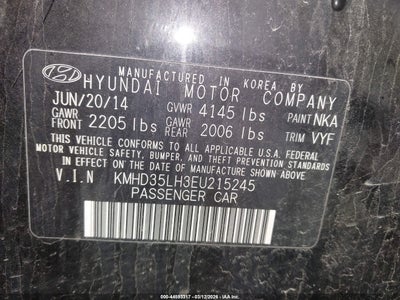 MANUFACTURED IN KOREA BY
HYUNDAI MOTOR COMPANY
JUN/20/14 GVWR 4145 lbs PAINT NKA
GAWR FRONT 2205 lbs GAWR REAR 2006 lbs TRIM VYF
THIS VEHICLE CONFORMS TO ALL APPLICABLE U.S. FEDERAL
MOTOR VEHICLE SAFETY, BUMPER, AND THEFT PREVENTION STANDARDS
IN EFFECT ON THE DATE OF MANUFACTURE SHOWN ABOVE.
V.I.N KMHD35LH3EU215245
PASSENGER CAR
000-44593317 - 03/12/2026 - Copyright IAA, Inc.